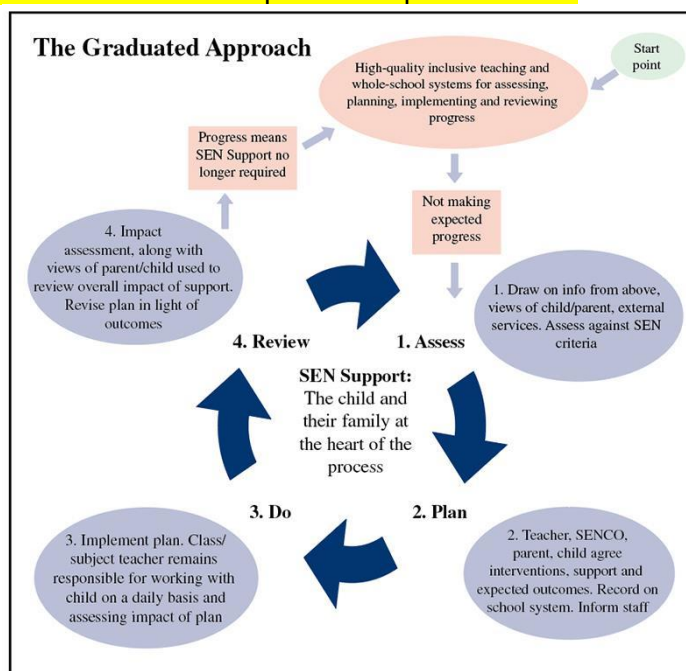 The Graduated Approach
Start
point
High-quality inclusive teaching and
whole-school systems for assessing,
planning, implementing and reviewing
progress
Progress means
SEN Support no
longer required
Not making
expected
progress
4. Impact
assessment, along with
views of parent/child used to
review overall impact of support.
Revise plan in light of
outcomes
1. Draw on info from above,
views of child/parent, external
services. Assess against SEN
criteria
4. Review
1. Assess
SEN Support:
The child and
their family at
the heart of the
process
3. Do
2. Plan
3. Implement plan. Class/
subject teacher remains
responsible for working with
child on a daily basis and
assessing impact of plan
2. Teacher, SENCO,
parent, child agree
interventions, support and
expected outcomes. Record on
school system. Inform staff